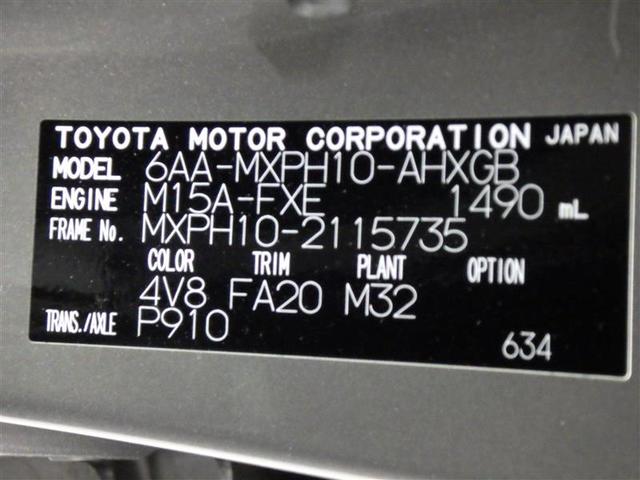 TOYOTA MOTOR CORPORATION JAPAN
MODEL 6AA-MXPH10-AHXGB
ENGINE M15A-FXE 1490 mL
FRAME No. MXPH10-2115735
COLOR TRIM PLANT OPTION
4V8 FA20 M32
TRANS./AXLE P910
634